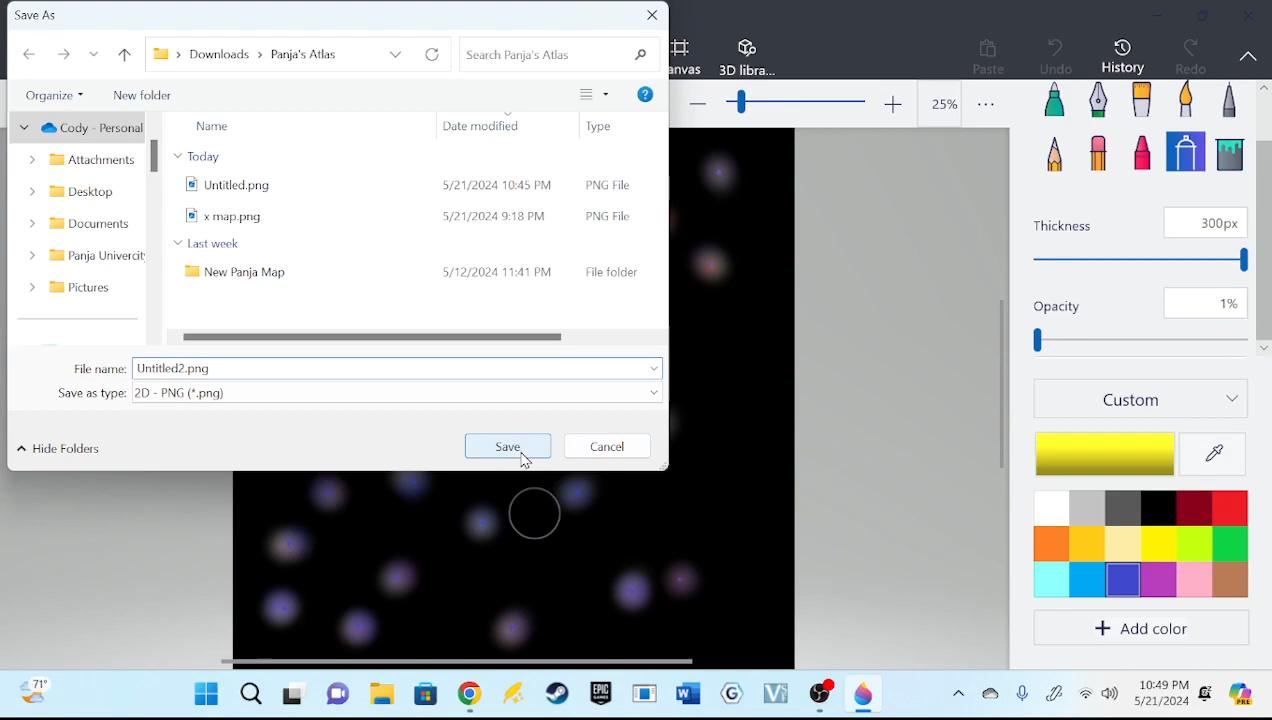 Save As
Downloads > Panja's Atlas
Search Panja's Atlas
Organize
New folder
Cody - Personal
Attachments
Desktop
Documents
Panja Univercity
Pictures
Name
Date modified
Type
Today
Untitled.png
5/21/2024 10:45 PM
PNG File
x map.png
5/21/2024 9:18 PM
PNG File
Last week
New Panja Map
5/12/2024 11:41 PM
File folder
File name:
Untitled2.png
Save as type:
2D - PNG (*.png)
Hide Folders
Save
Cancel
anvas
3D libra...
Paste
Undo
History
Redo
25%
Thickness
300px
Opacity
1%
Custom
+ Add color
71°
EPIC
GAMES
10:49 PM
5/21/2024
PRE